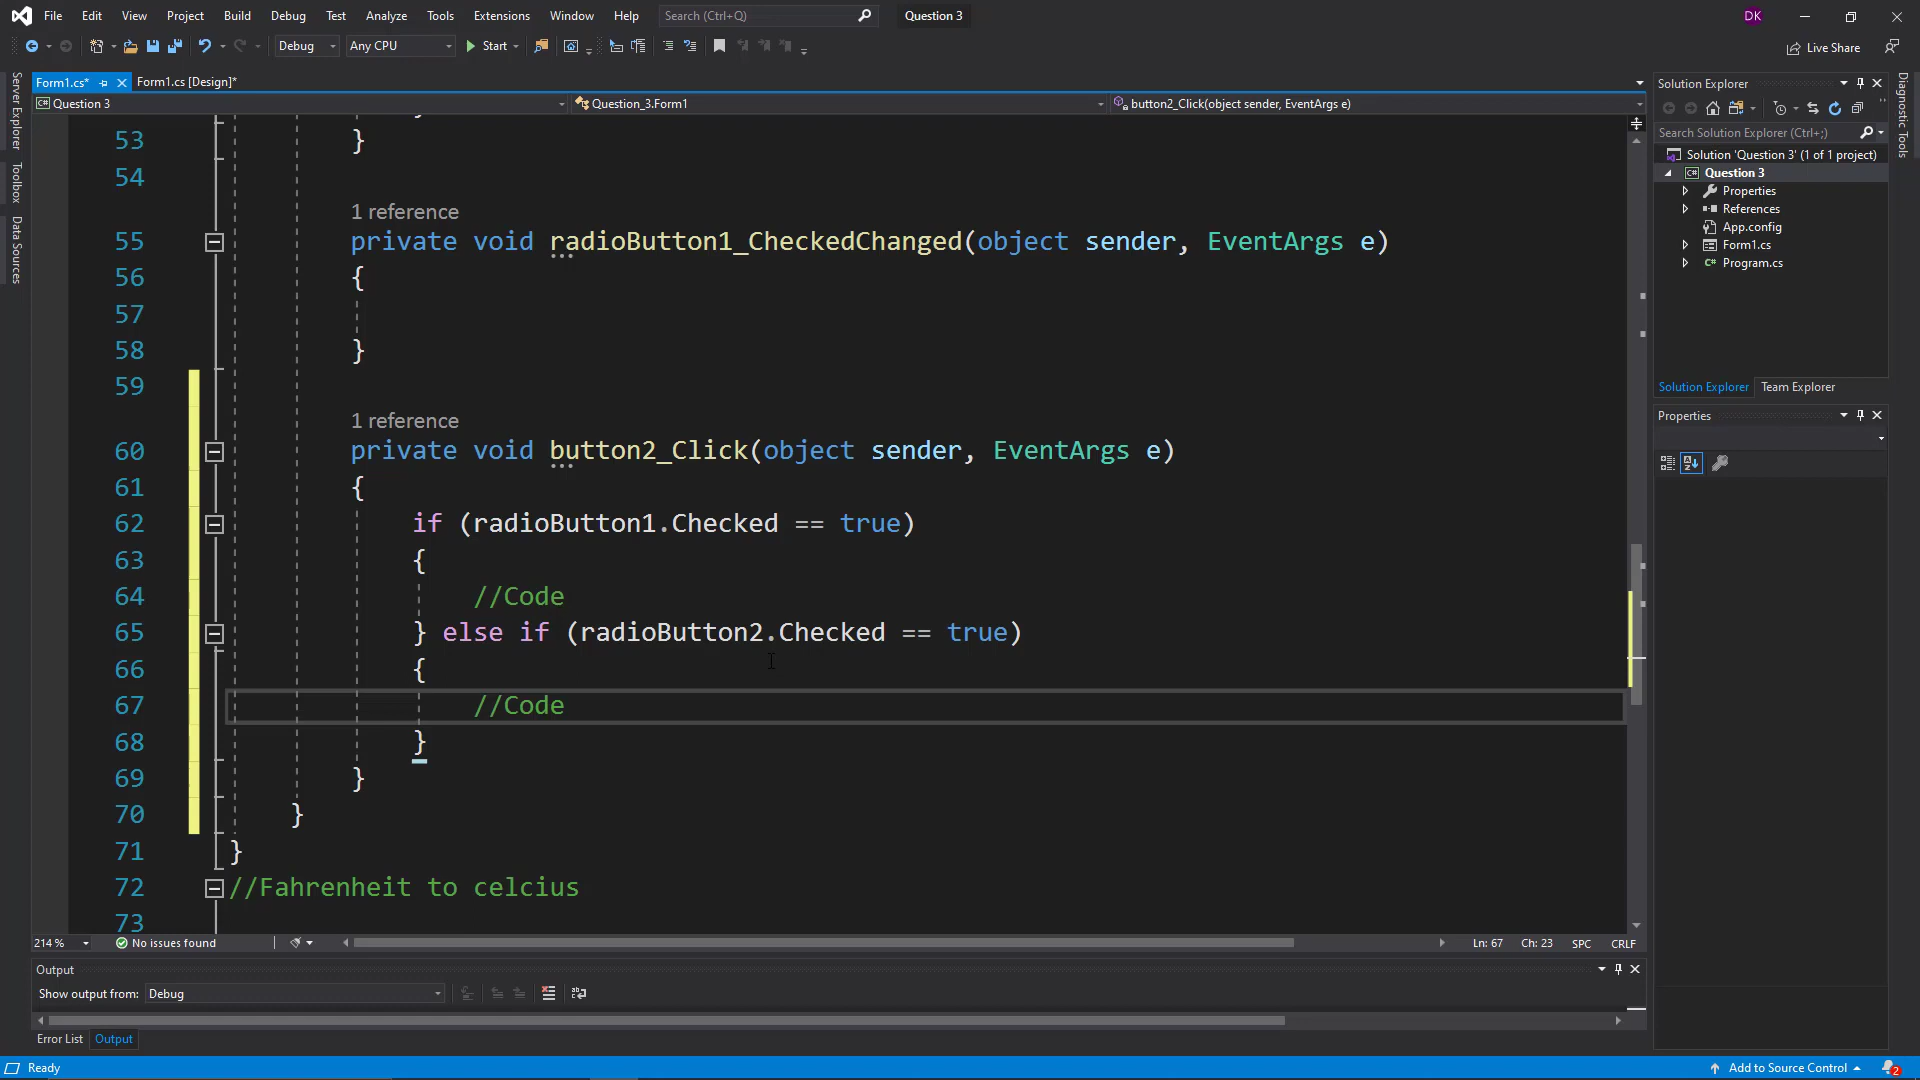 File Edit View Project Build Debug Test Analyze Tools Extensions Window Help Search (Ctrl+Q) Question 3 DK
Debug Any CPU Start Live Share
Form1.cs* Form1.cs [Design]*
Question 3 Question_3.Form1 button2_Click(object sender, EventArgs e)
Server Explorer
Toolbox
Data Sources
53 }
54
1 reference
55 private void radioButton1_CheckedChanged(object sender, EventArgs e)
56 {
57
58 }
59
1 reference
60 private void button2_Click(object sender, EventArgs e)
61 {
62 if (radioButton1.Checked == true)
63 {
64 //Code
65 } else if (radioButton2.Checked == true)
66 {
67 //Code
68 }
69 }
70 }
71 }
72 //Fahrenheit to celcius
73
214 % No issues found Ln: 67 Ch: 23 SPC CRLF
Output
Show output from: Debug
Error List Output
Ready Add to Source Control 2
Solution Explorer
Search Solution Explorer (Ctrl+;)
Solution 'Question 3' (1 of 1 project)
C# Question 3
Properties
References
App.config
Form1.cs
C# Program.cs
Solution Explorer Team Explorer
Properties
Diagnostic Tools